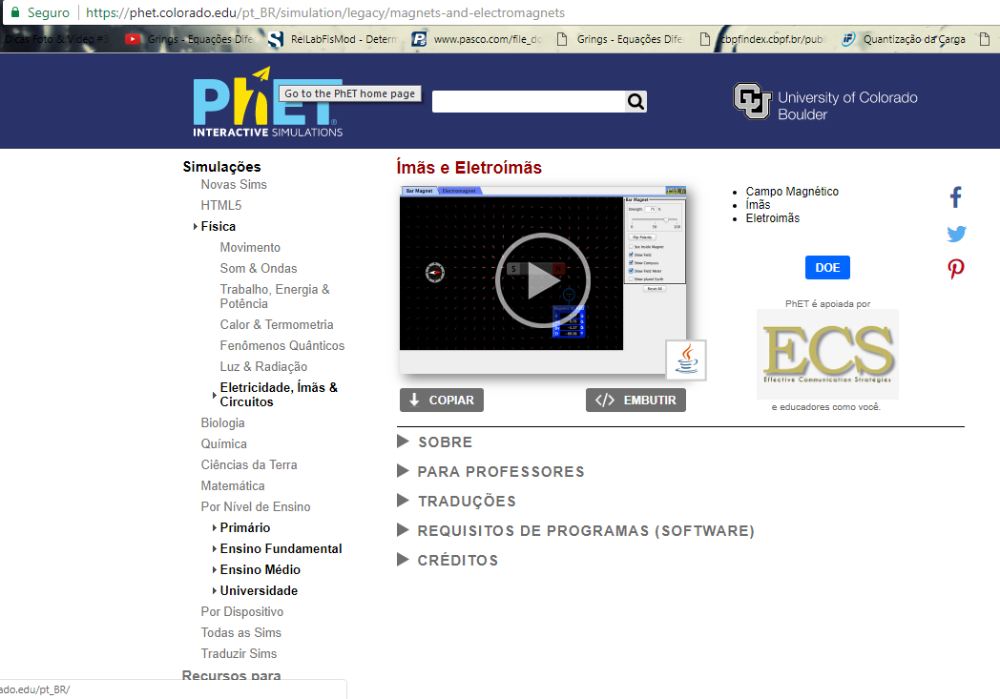 Seguro
https://phet.colorado.edu/pt_BR/simulation/legacy/magnets-and-electromagnets
Dicas Foto & Vídeo #3
Grings - Equações Dife
RelLabFisMod - Determ
www.pasco.com/file_do
Grings - Equações Dife
cbpfindex.cbpf.br/publ
Quantização da Carga
PhET
INTERACTIVE SIMULATIONS
Go to the PhET home page
CU
University of Colorado
Boulder
Simulações
Novas Sims
HTML5
Física
Movimento
Som & Ondas
Trabalho, Energia &
Potência
Calor & Termometria
Fenômenos Quânticos
Luz & Radiação
Eletricidade, Ímãs &
Circuitos
Biologia
Química
Ciências da Terra
Matemática
Por Nível de Ensino
Primário
Ensino Fundamental
Ensino Médio
Universidade
Por Dispositivo
Todas as Sims
Traduzir Sims
Recursos para
ado.edu/pt_BR/
Ímãs e Eletroímãs
Bar Magnet
Electromagnet
Bar Magnet
Strength: 75 %
0 50 100
Flip Polarity
See Inside Magnet
Show Field
Show Compass
Show Field Meter
Show planet Earth
Reset All
S
COPIAR
EMBUTIR
SOBRE
PARA PROFESSORES
TRADUÇÕES
REQUISITOS DE PROGRAMAS (SOFTWARE)
CRÉDITOS
Campo Magnético
Ímãs
Eletroimãs
DOE
PhET é apoiada por
ECS
Effective Communication Strategies
e educadores como você.